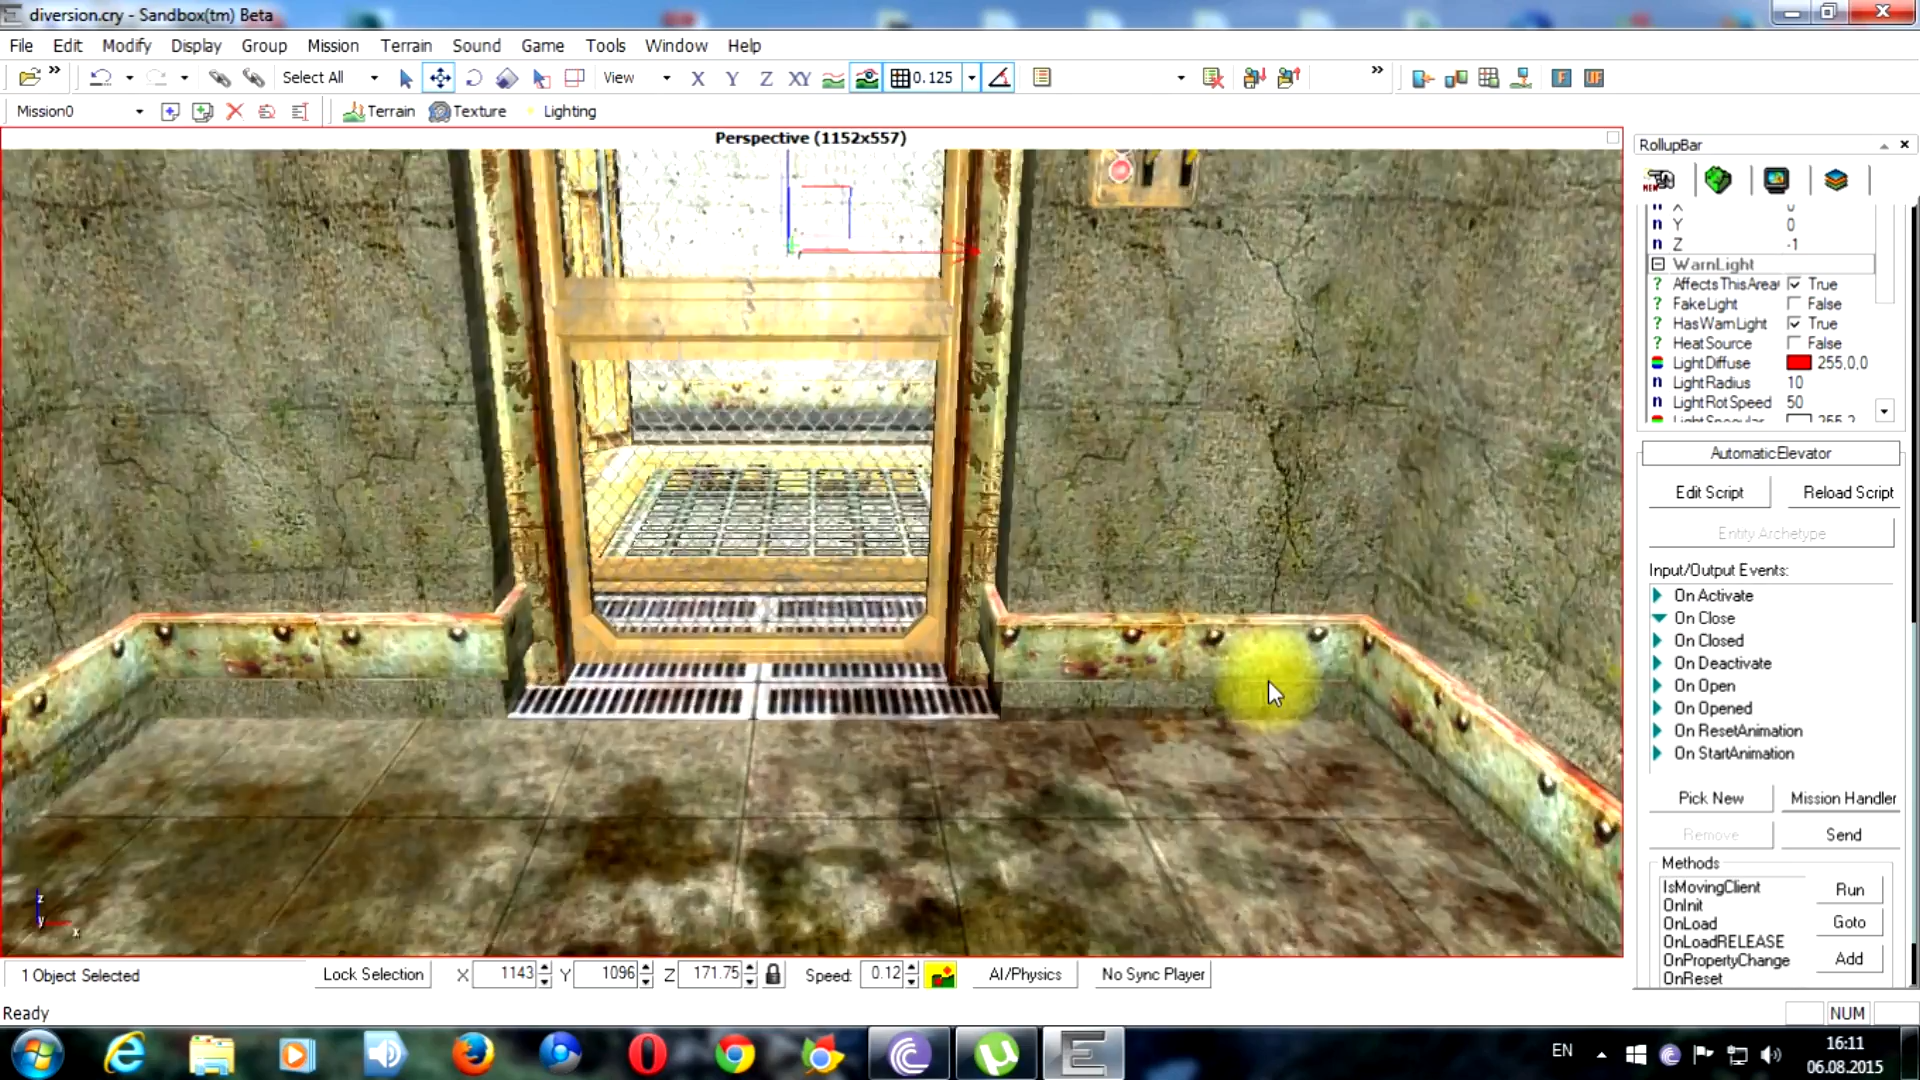 diversion.cry - Sandbox(tm) Beta
File Edit Modify Display Group Mission Terrain Sound Game Tools Window Help
Select All View X Y Z XY 0.125 F UF
Mission0 Terrain Texture Lighting
Perspective (1152x557)
RollupBar
NEW
X 0
Y 0
Z -1
WarnLight
AffectsThisArea True
FakeLight False
HasWarnLight True
HeatSource False
LightDiffuse 255,0,0
LightRadius 10
LightRotSpeed 50
LightSpecular 255,2
AutomaticElevator
Edit Script Reload Script
Entity Archetype
Input/Output Events:
On Activate
On Close
On Closed
On Deactivate
On Open
On Opened
On ResetAnimation
On StartAnimation
Pick New Mission Handler
Remove Send
Methods
IsMovingClient Run
OnInit
OnLoad Goto
OnLoadRELEASE
OnPropertyChange Add
OnReset
z
y
x
1 Object Selected Lock Selection X 1143 Y 1096 Z 171.75 Speed: 0.12 AI/Physics No Sync Player
Ready NUM
EN 16:11
06.08.2015